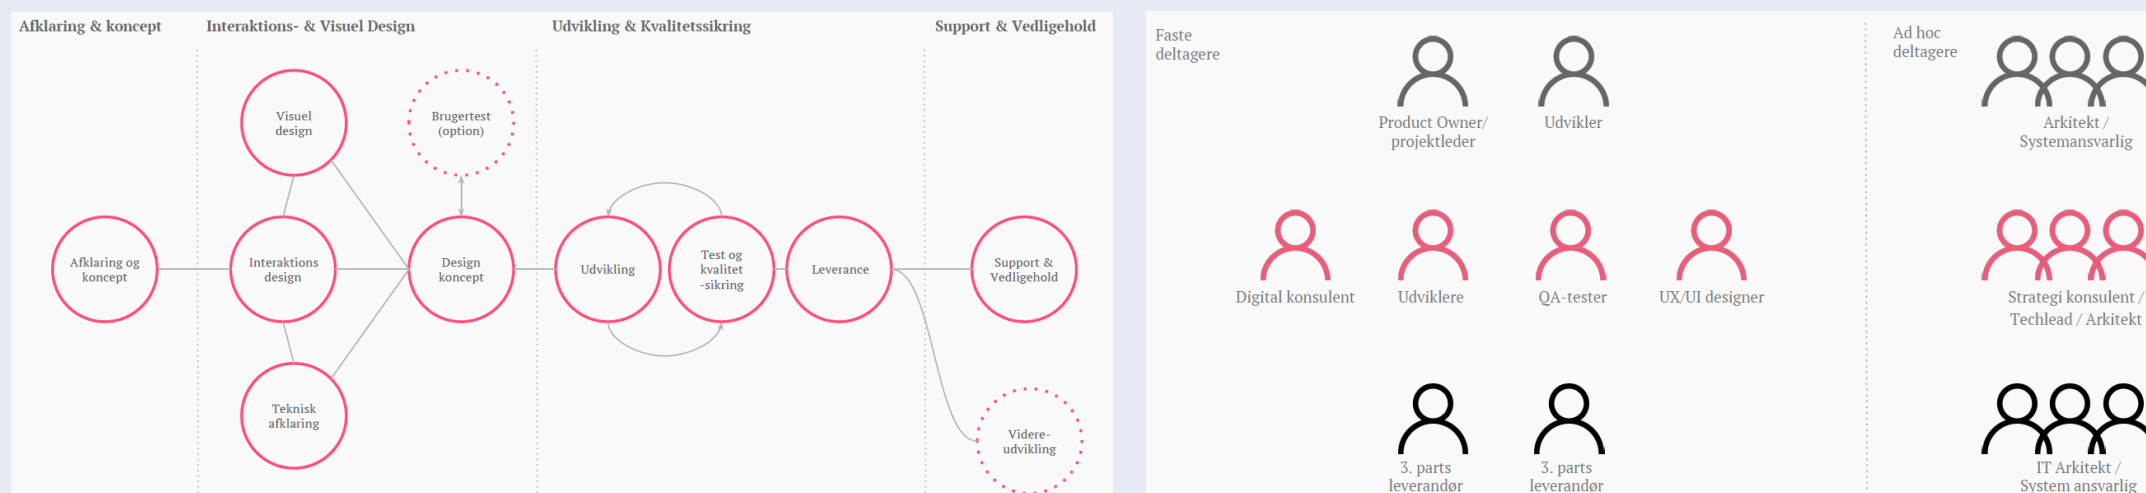 Afklaring & koncept
Interaktions- & Visuel Design
Udvikling & Kvalitetssikring
Support & Vedligehold
Visuel
design
Brugertest
(option)
Afklaring og
koncept
Interaktions
design
Design
koncept
Udvikling
Test og
kvalitet
-sikring
Leverance
Support &
Vedligehold
Teknisk
afklaring
Videre-
udvikling
Faste
deltagere
Product Owner/
projektleder
Udvikler
Ad hoc
deltagere
Arkitekt /
Systemansvarlig
Digital konsulent
Udviklere
QA-tester
UX/UI designer
Strategi konsulent /
Techlead / Arkitekt
3. parts
leverandør
3. parts
leverandør
IT Arkitekt /
System ansvarlig